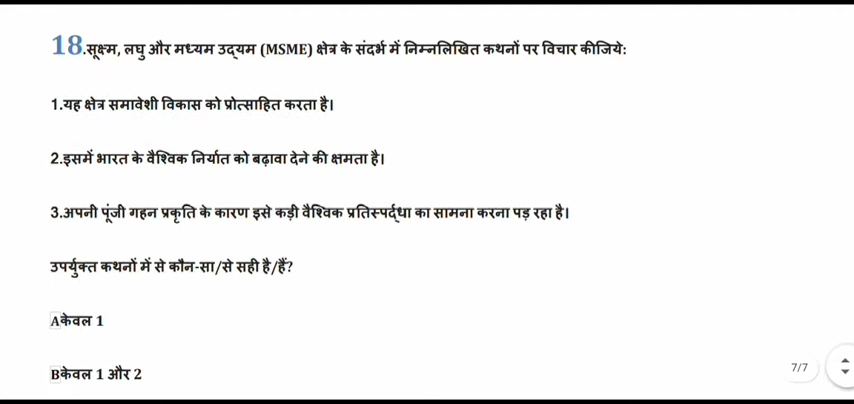 18.सूक्ष्म, लघु और मध्यम उद्यम (MSME) क्षेत्र के संदर्भ में निम्नलिखित कथनों पर विचार कीजिये:
1.यह क्षेत्र समावेशी विकास को प्रोत्साहित करता है।
2.इसमें भारत के वैश्विक निर्यात को बढ़ावा देने की क्षमता है।
3.अपनी पूंजी गहन प्रकृति के कारण इसे कड़ी वैश्विक प्रतिस्पर्द्धा का सामना करना पड़ रहा है।
उपर्युक्त कथनों में से कौन-सा/से सही है/हैं?
Aकेवल 1
Bकेवल 1 और 2
7/7